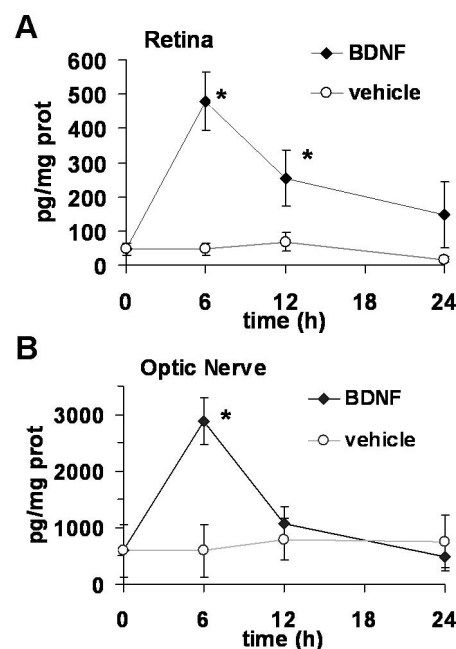 A
Retina
BDNF
vehicle
*
*
pg/mg prot
600
500
400
300
200
100
0
0 6 12 18 24
time (h)
B
Optic Nerve
BDNF
vehicle
*
pg/mg prot
3000
2000
1000
0
0 6 12 18 24
time (h)